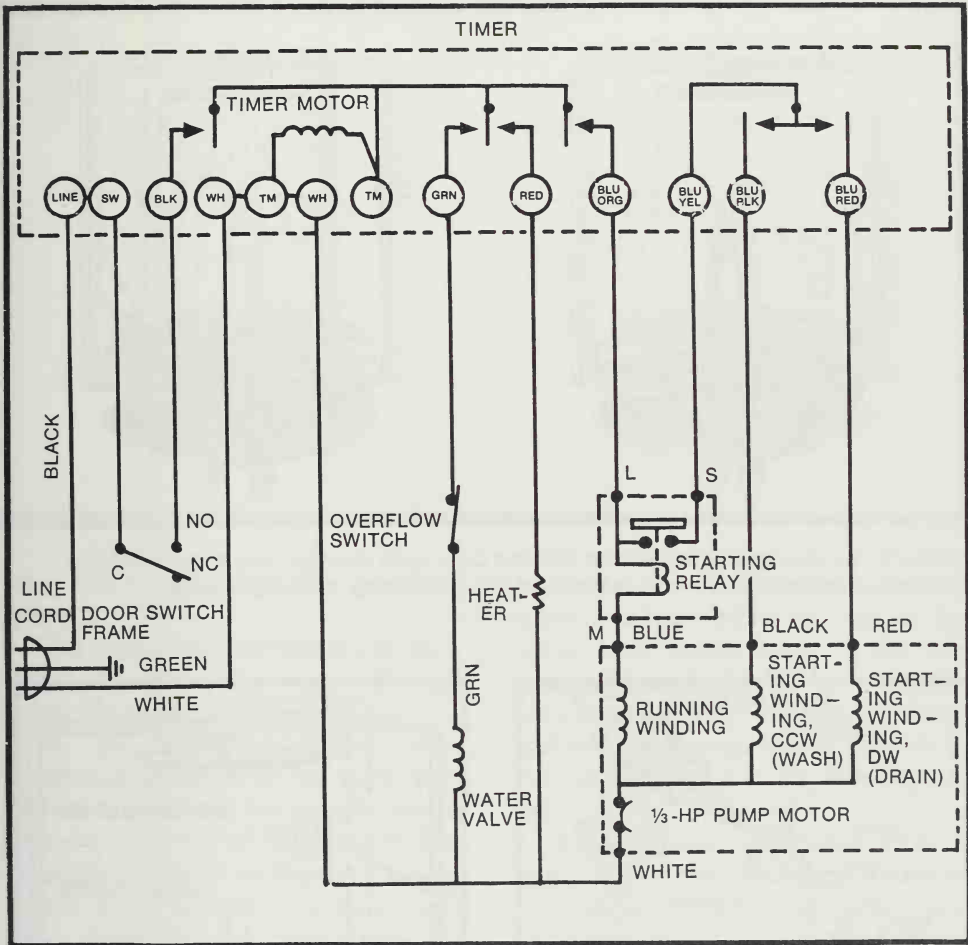 TIMER
TIMER MOTOR
LINE
SW
BLK
WH
TM
WH
TM
GRN
RED
BLU
ORG
BLU
YEL
BLU
BLK
BLU
RED
BLACK
NO
C
NC
LINE
CORD
DOOR SWITCH
FRAME
GREEN
WHITE
OVERFLOW
SWITCH
GRN
WATER
VALVE
HEAT-
ER
L
S
STARTING
RELAY
M
BLUE
BLACK
RED
RUNNING
WINDING
START-
ING
WIND-
ING,
CCW
(WASH)
START-
ING
WIND-
ING,
DW
(DRAIN)
⅓-HP PUMP MOTOR
WHITE